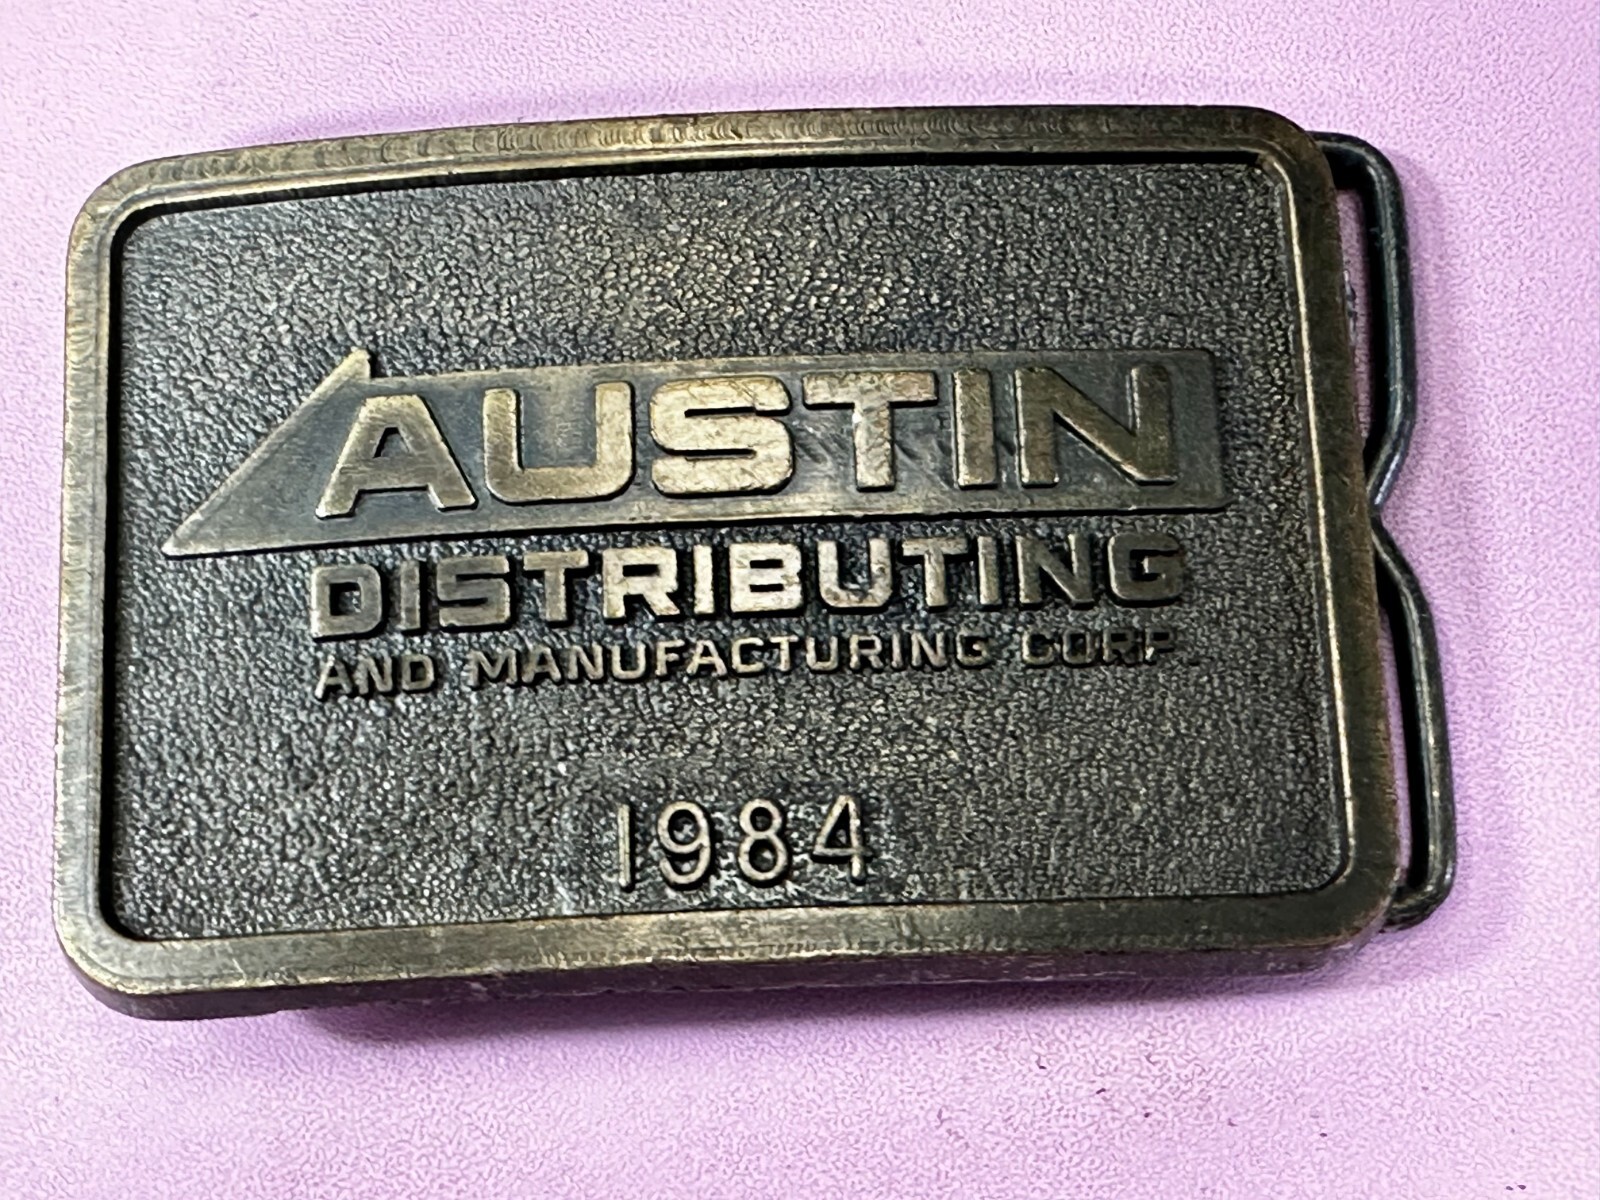 AUSTIN
DISTRIBUTING
AND MANUFACTURING CORP.
1984